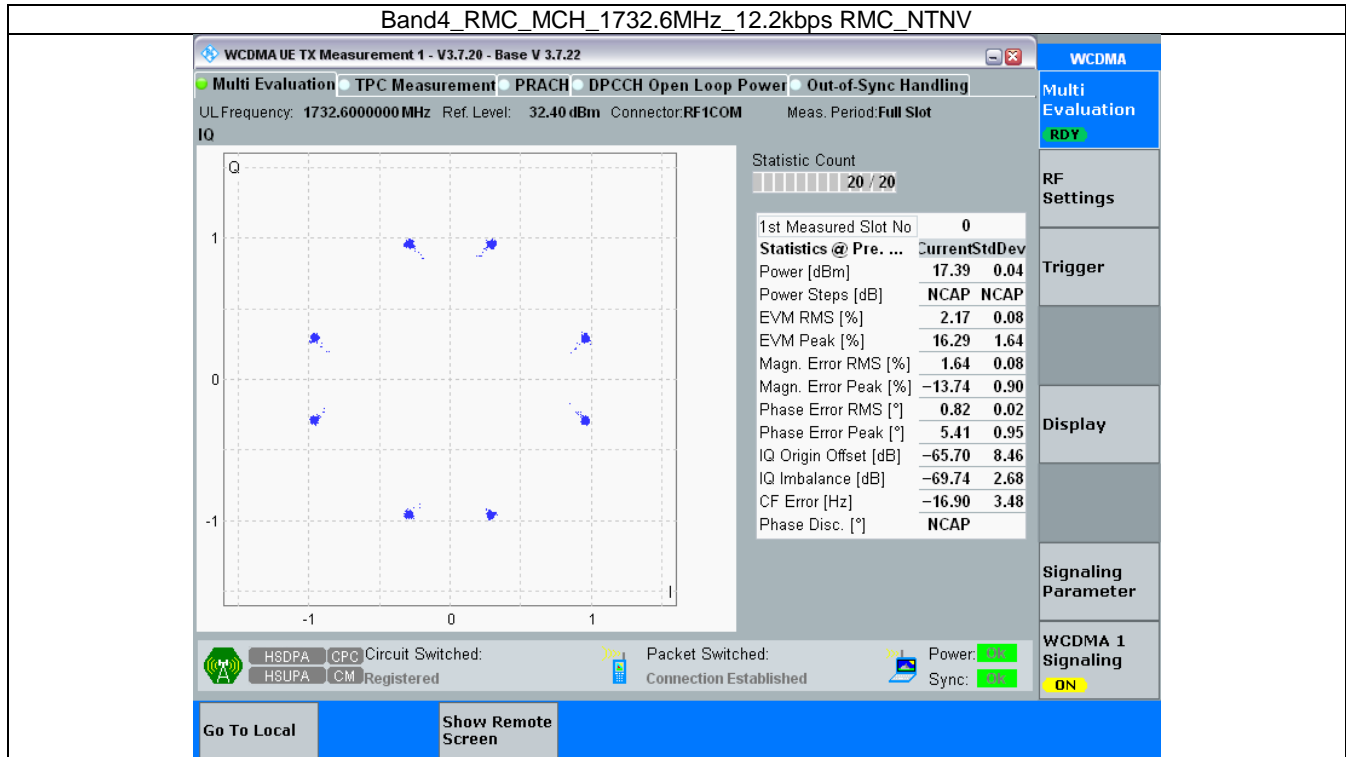 Band4_RMC_MCH_1732.6MHz_12.2kbps RMC_NTNV
WCDMA UE TX Measurement 1 - V3.7.20 - Base V 3.7.22
WCDMA
Multi Evaluation TPC Measurement PRACH DPCCH Open Loop Power Out-of-Sync Handling
Multi
Evaluation
RDY
UL Frequency: 1732.6000000 MHz Ref. Level: 32.40 dBm Connector:RF1COM Meas. Period:Full Slot
IQ
Q
1
0
-1
-1 0 1
I
Statistic Count
20 / 20
1st Measured Slot No 0
Statistics @ Pre. ... Current StdDev
Power [dBm] 17.39 0.04
Power Steps [dB] NCAP NCAP
EVM RMS [%] 2.17 0.08
EVM Peak [%] 16.29 1.64
Magn. Error RMS [%] 1.64 0.08
Magn. Error Peak [%] −13.74 0.90
Phase Error RMS [°] 0.82 0.02
Phase Error Peak [°] 5.41 0.95
IQ Origin Offset [dB] −65.70 8.46
IQ Imbalance [dB] −69.74 2.68
CF Error [Hz] −16.90 3.48
Phase Disc. [°] NCAP
RF
Settings
Trigger
Display
Signaling
Parameter
WCDMA 1
Signaling
ON
HSDPA CPC Circuit Switched: Packet Switched: Power: OK
HSUPA CM Registered Connection Established Sync: OK
Go To Local
Show Remote
Screen